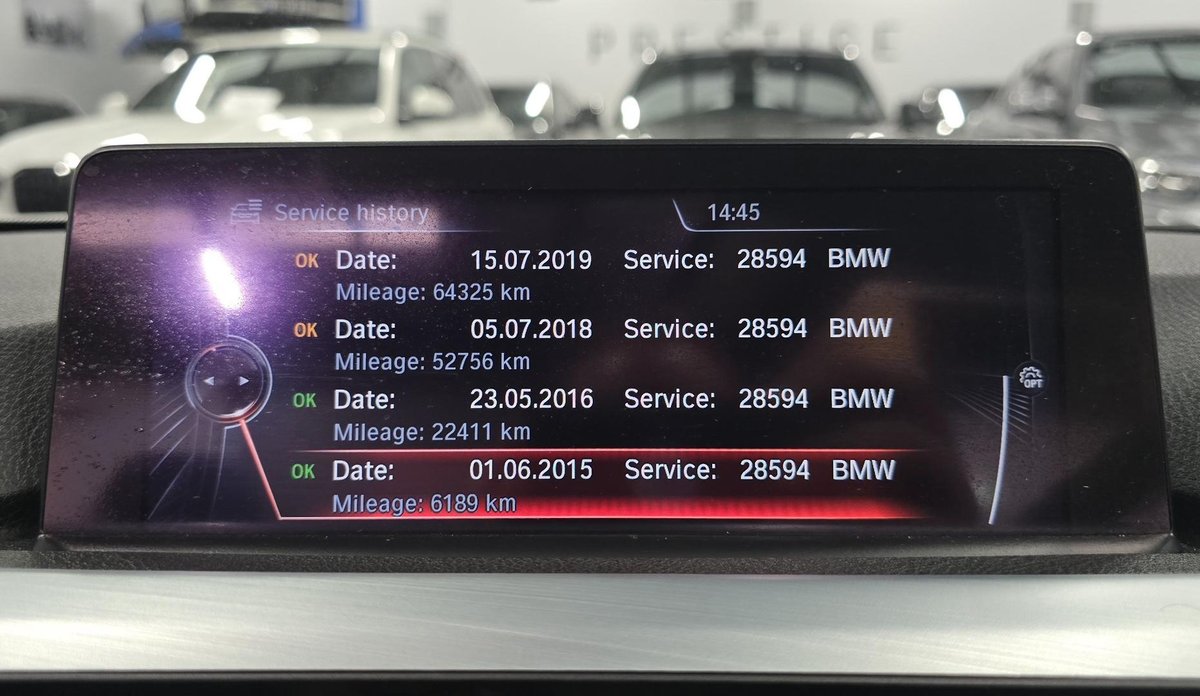 PRESTIGE
Service history 14:45
OK Date: 15.07.2019 Service: 28594 BMW
Mileage: 64325 km
OK Date: 05.07.2018 Service: 28594 BMW
Mileage: 52756 km
OK Date: 23.05.2016 Service: 28594 BMW
Mileage: 22411 km
OPT
OK Date: 01.06.2015 Service: 28594 BMW
Mileage: 6189 km